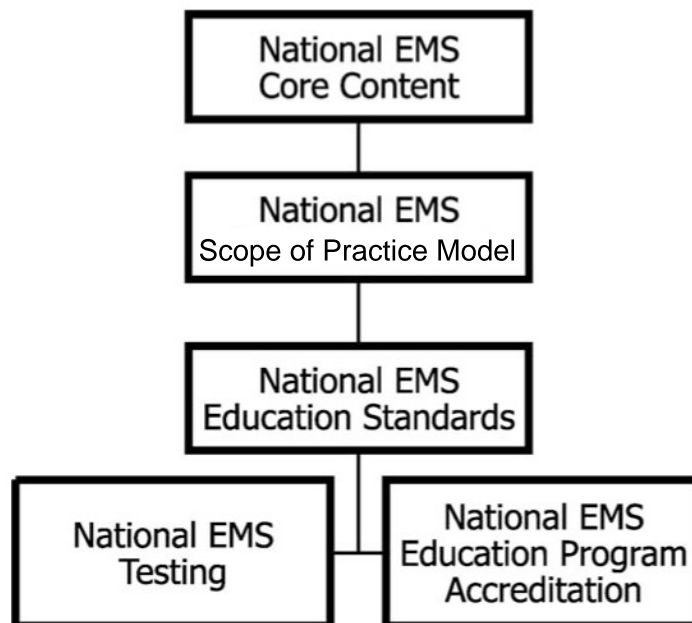 National EMS
Core Content
National EMS
Scope of Practice Model
National EMS
Education Standards
National EMS
Testing
National EMS
Education Program
Accreditation